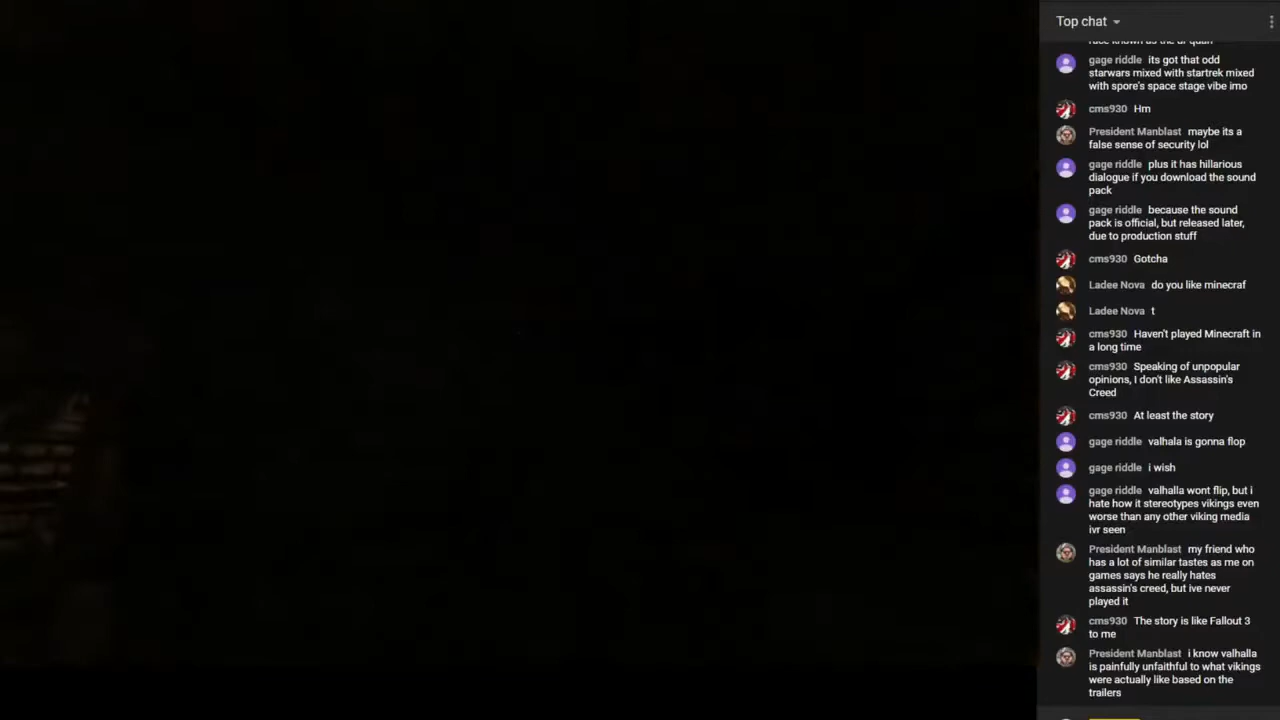 Top chat
race known as the ur quan
gage riddle its got that odd
starwars mixed with startrek mixed
with spore's space stage vibe imo
cms930 Hm
President Manblast maybe its a
false sense of security lol
gage riddle plus it has hillarious
dialogue if you download the sound
pack
gage riddle because the sound
pack is official, but released later,
due to production stuff
cms930 Gotcha
Ladee Nova do you like minecraf
Ladee Nova t
cms930 Haven't played Minecraft in
a long time
cms930 Speaking of unpopular
opinions, I don't like Assassin's
Creed
cms930 At least the story
gage riddle valhala is gonna flop
gage riddle i wish
gage riddle valhalla wont flip, but i
hate how it stereotypes vikings even
worse than any other viking media
ivr seen
President Manblast my friend who
has a lot of similar tastes as me on
games says he really hates
assassin's creed, but ive never
played it
cms930 The story is like Fallout 3
to me
President Manblast i know valhalla
is painfully unfaithful to what vikings
were actually like based on the
trailers